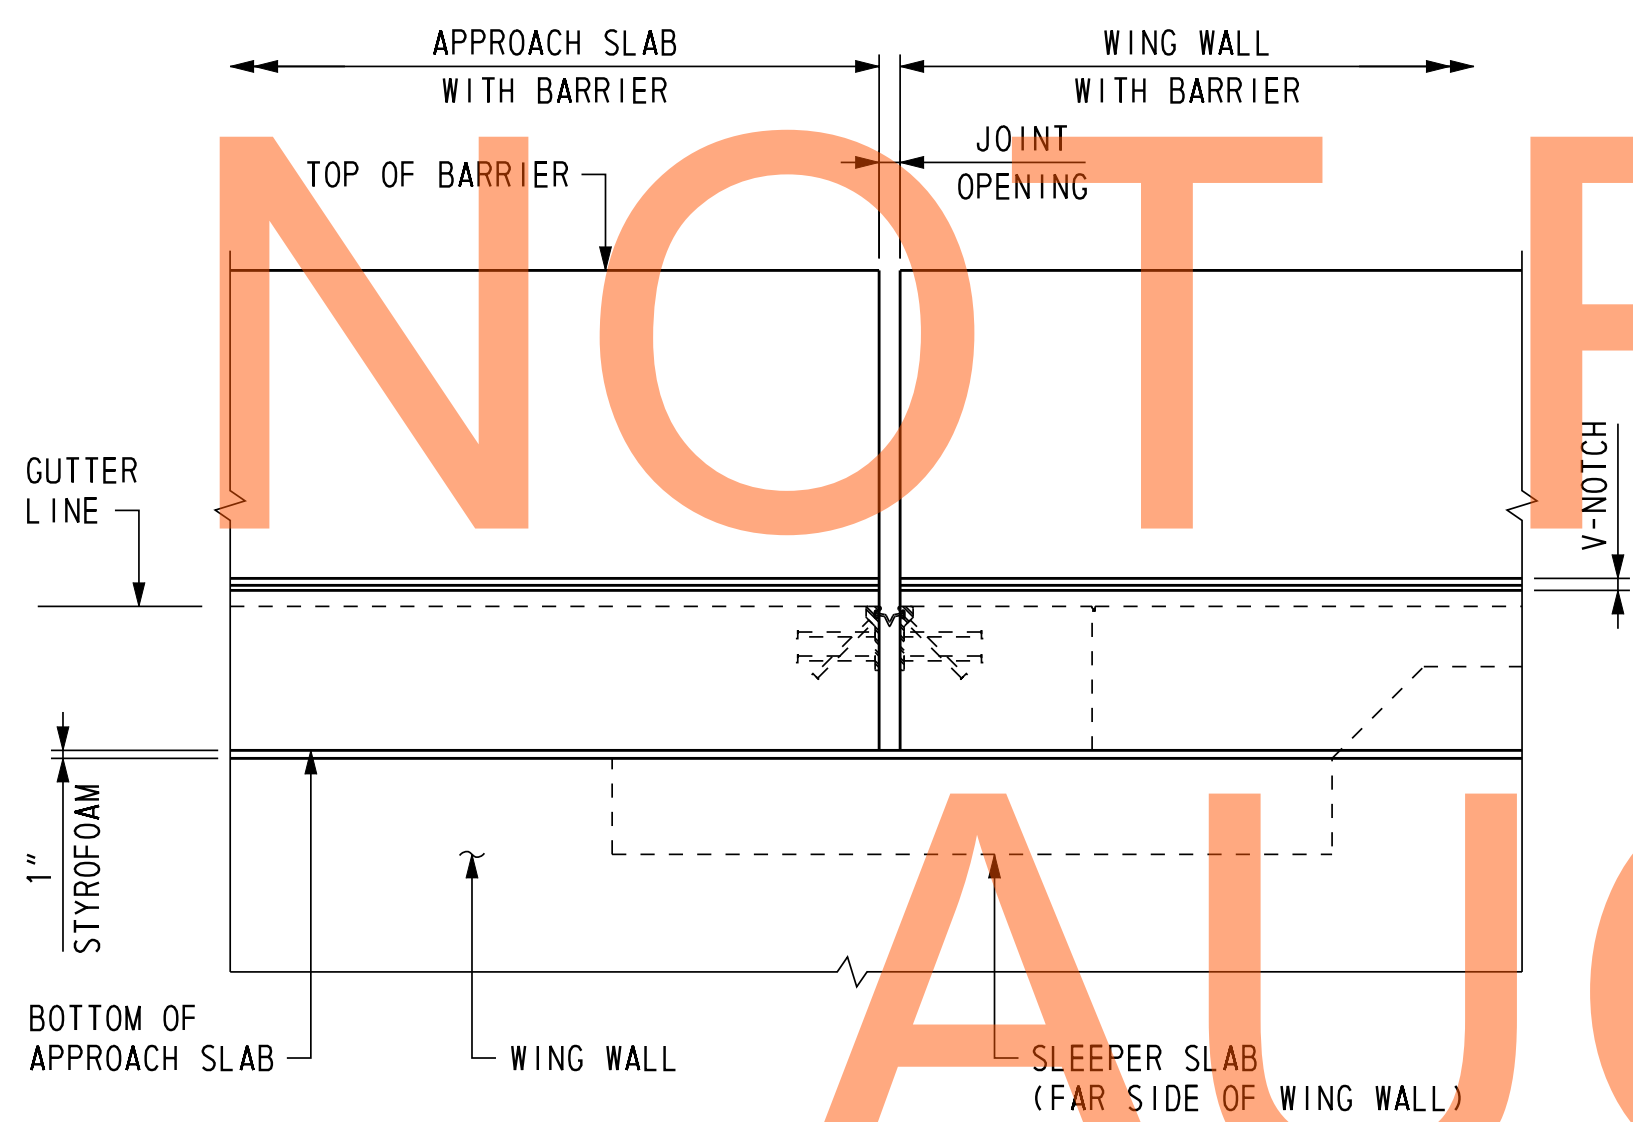 APPROACH SLAB
WITH BARRIER
WING WALL
WITH BARRIER
JOINT
OPENING
TOP OF BARRIER
NOT
GUTTER
LINE
V-NOTCH
1"
STYROFOAM
BOTTOM OF
APPROACH SLAB
WING WALL
SLEEPER SLAB
(FAR SIDE OF WING WALL)